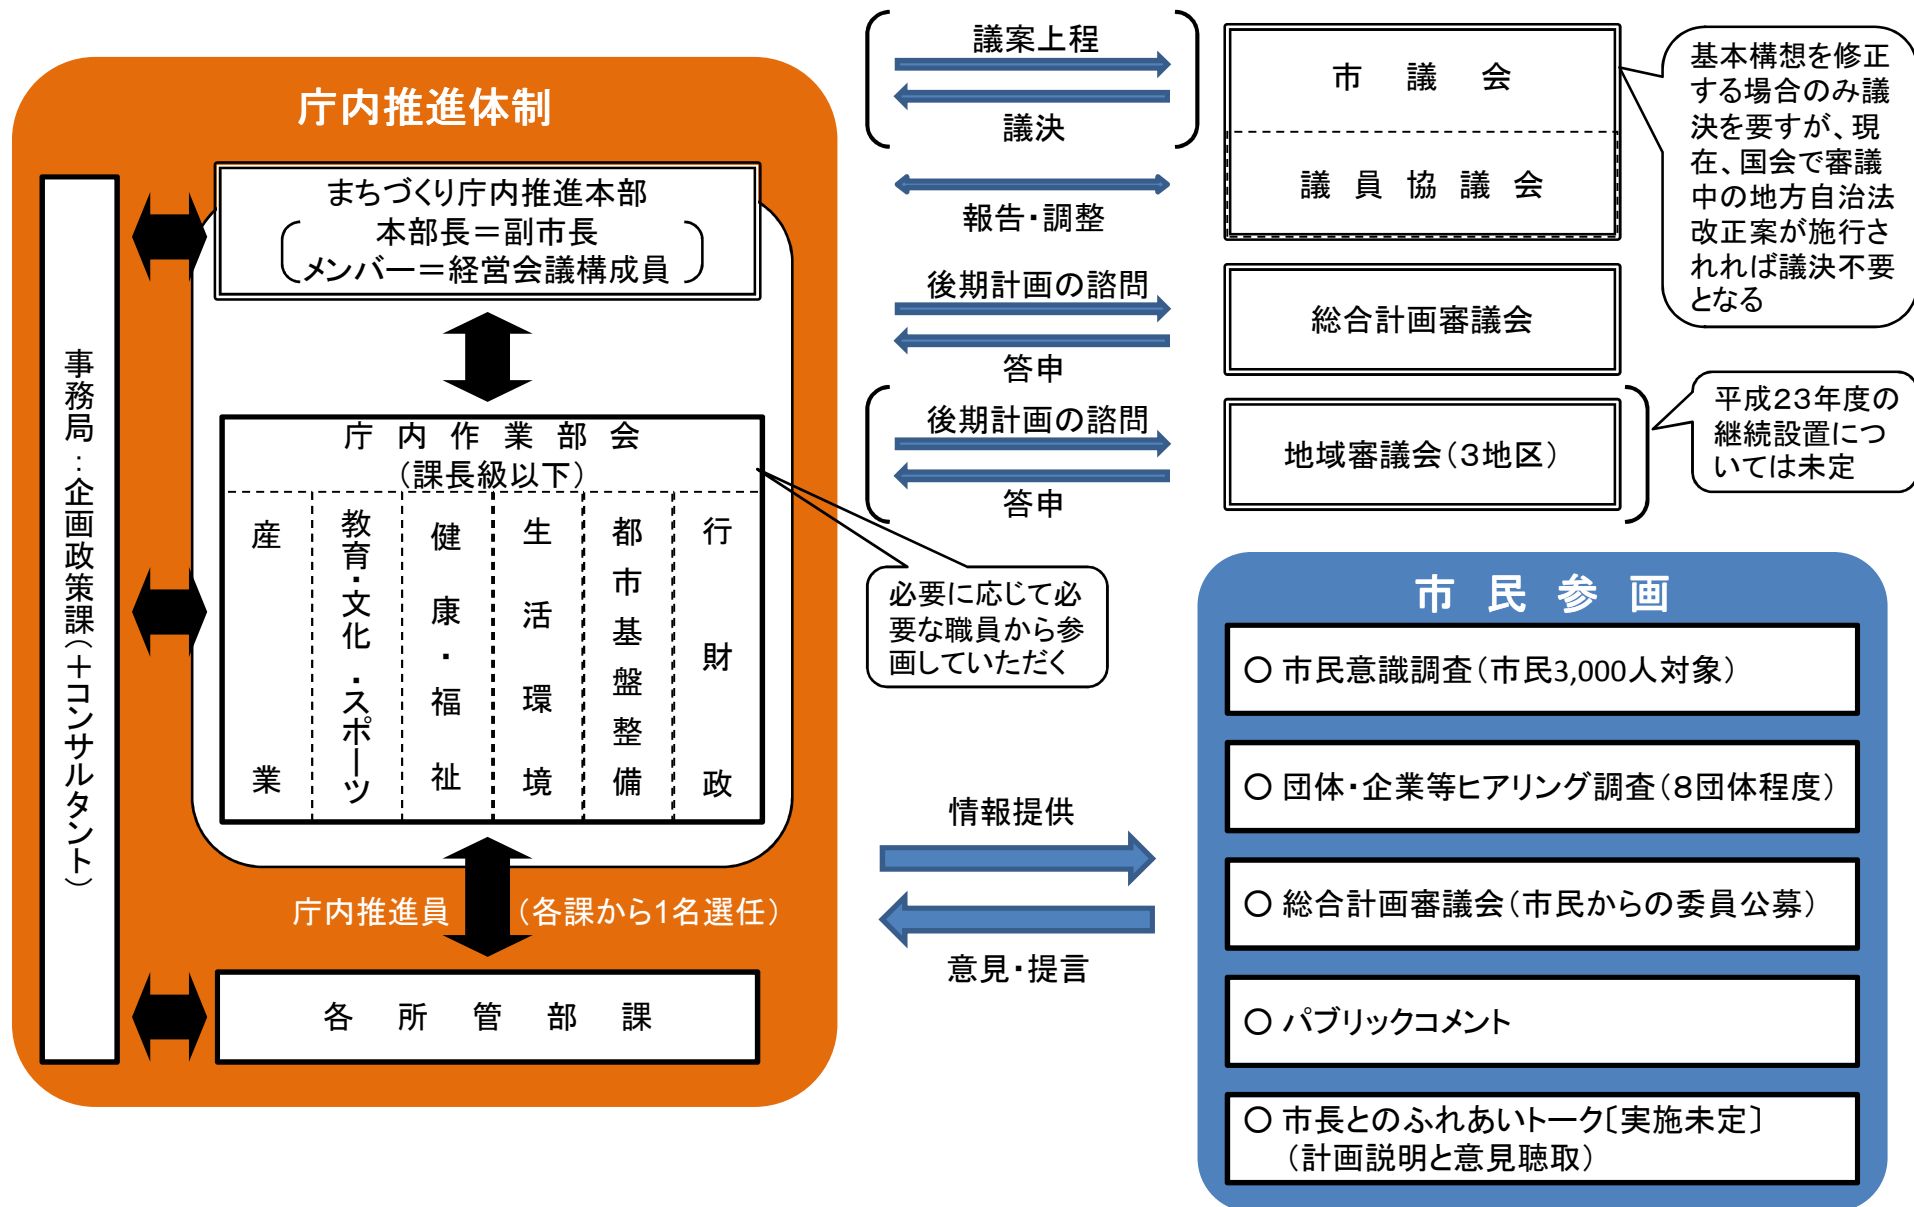 庁内推進体制
事務局：企画政策課（＋コンサルタント）
まちづくり庁内推進本部
本部長＝副市長
メンバー＝経営会議構成員
庁内作業部会
（課長級以下）
産業
教育・文化・スポーツ
健康・福祉
生活環境
都市基盤整備
行財政
庁内推進員　（各課から1名選任）
各所管部課
必要に応じて必
要な職員から参
画していただく
議案上程
議決
報告・調整
後期計画の諮問
答申
後期計画の諮問
答申
情報提供
意見・提言
市議会
議員協議会
総合計画審議会
地域審議会（3地区）
基本構想を修正
する場合のみ議
決を要すが、現
在、国会で審議
中の地方自治法
改正案が施行さ
れれば議決不要
となる
平成23年度の
継続設置につ
いては未定
市民参画
○ 市民意識調査（市民3,000人対象）
○ 団体・企業等ヒアリング調査（8団体程度）
○ 総合計画審議会（市民からの委員公募）
○ パブリックコメント
○ 市長とのふれあいトーク〔実施未定〕
（計画説明と意見聴取）